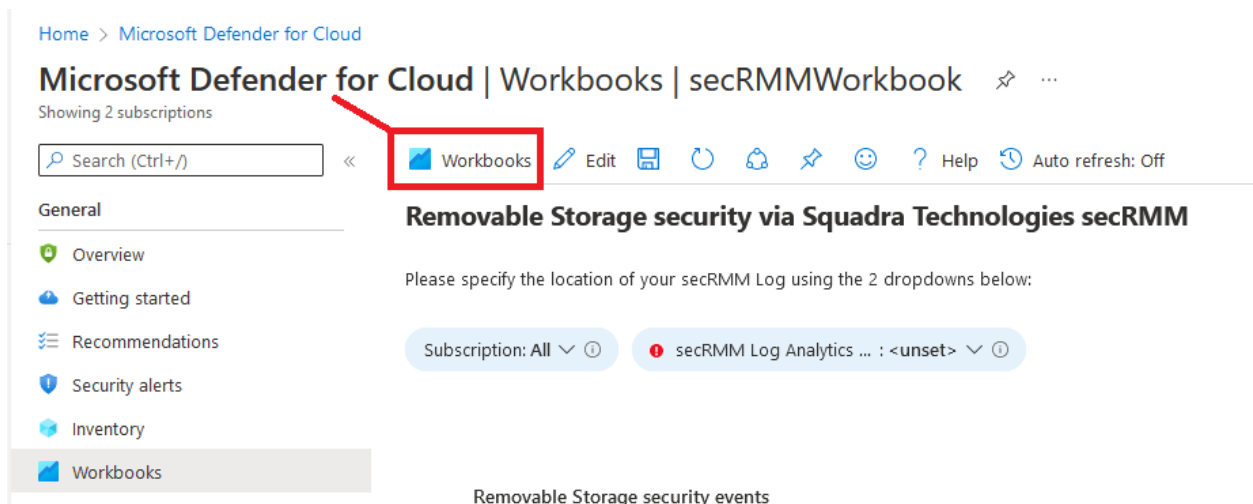 Home > Microsoft Defender for Cloud
Microsoft Defender for Cloud | Workbooks | secRMMWorkbook ...
Showing 2 subscriptions
Search (Ctrl+/) «
Workbooks Edit ? Help Auto refresh: Off
General
Overview
Getting started
Recommendations
Security alerts
Inventory
Workbooks
Removable Storage security via Squadra Technologies secRMM
Please specify the location of your secRMM Log using the 2 dropdowns below:
Subscription: All secRMM Log Analytics ... : <unset>
Removable Storage security events